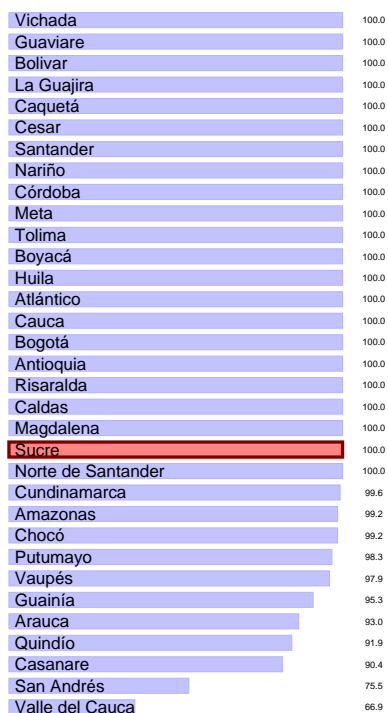 Vichada 100.0
Guaviare 100.0
Bolivar 100.0
La Guajira 100.0
Caquetá 100.0
Cesar 100.0
Santander 100.0
Nariño 100.0
Córdoba 100.0
Meta 100.0
Tolima 100.0
Boyacá 100.0
Huila 100.0
Atlántico 100.0
Cauca 100.0
Bogotá 100.0
Antioquia 100.0
Risaralda 100.0
Caldas 100.0
Magdalena 100.0
Sucre 100.0
Norte de Santander 100.0
Cundinamarca 99.6
Amazonas 99.2
Chocó 99.2
Putumayo 98.3
Vaupés 97.9
Guainía 95.3
Arauca 93.0
Quindío 91.9
Casanare 90.4
San Andrés 75.5
Valle del Cauca 66.9